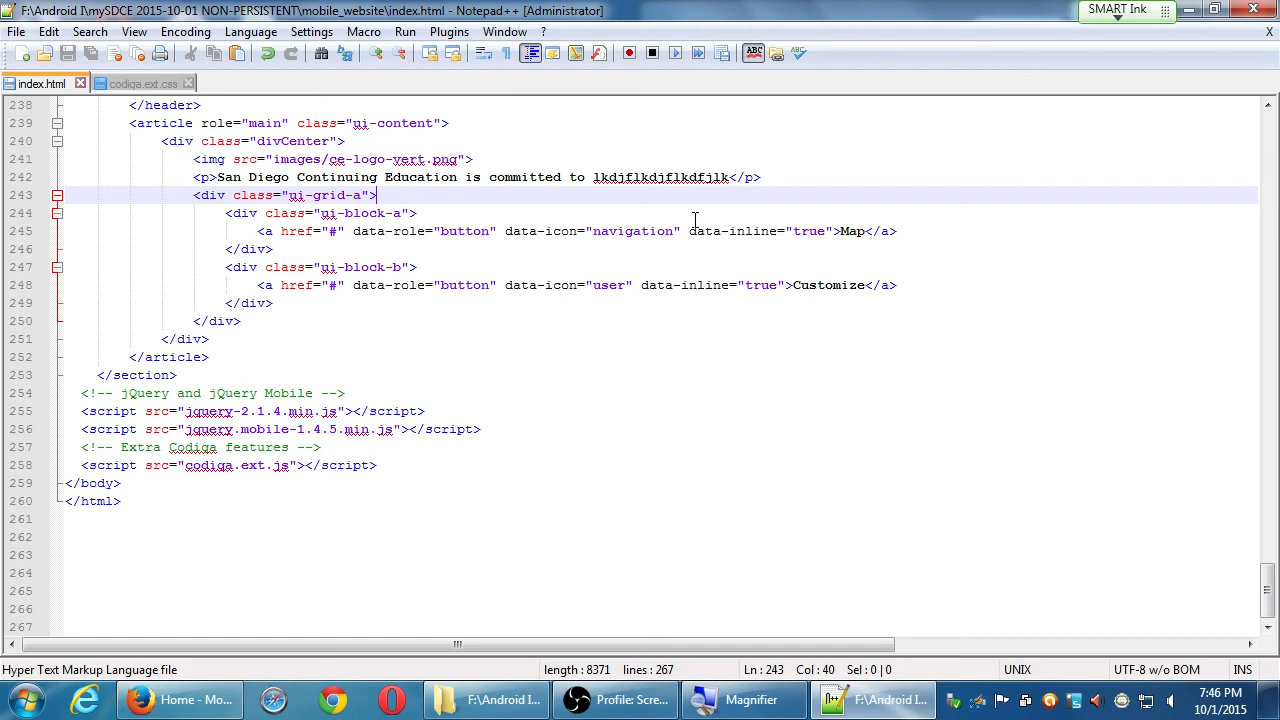 F:\Android I\mySDCE 2015-10-01 NON-PERSISTENT\mobile_website\index.html - Notepad++ [Administrator]
SMART Ink
File Edit Search View Encoding Language Settings Macro Run Plugins Window ? X
ABC ABC
index.html codiqa.ext.css
238 </header>
239 <article role="main" class="ui-content">
240 <div class="divCenter">
241 <img src="images/ce-logo-vert.png">
242 <p>San Diego Continuing Education is committed to lkdjflkdjflkdfjlk</p>
243 <div class="ui-grid-a">
244 <div class="ui-block-a">
245 <a href="#" data-role="button" data-icon="navigation" data-inline="true">Map</a>
246 </div>
247 <div class="ui-block-b">
248 <a href="#" data-role="button" data-icon="user" data-inline="true">Customize</a>
249 </div>
250 </div>
251 </div>
252 </article>
253 </section>
254 <!-- jQuery and jQuery Mobile -->
255 <script src="jquery-2.1.4.min.js"></script>
256 <script src="jquery.mobile-1.4.5.min.js"></script>
257 <!-- Extra Codiqa features -->
258 <script src="codiqa.ext.js"></script>
259 </body>
260 </html>
261
262
263
264
265
266
267
Hyper Text Markup Language file length : 8371 lines : 267 Ln : 243 Col : 40 Sel : 0 | 0 UNIX UTF-8 w/o BOM INS
Home - Mo... F:\Android I... Profile: Scre... Magnifier F:\Android I... 7:46 PM
10/1/2015